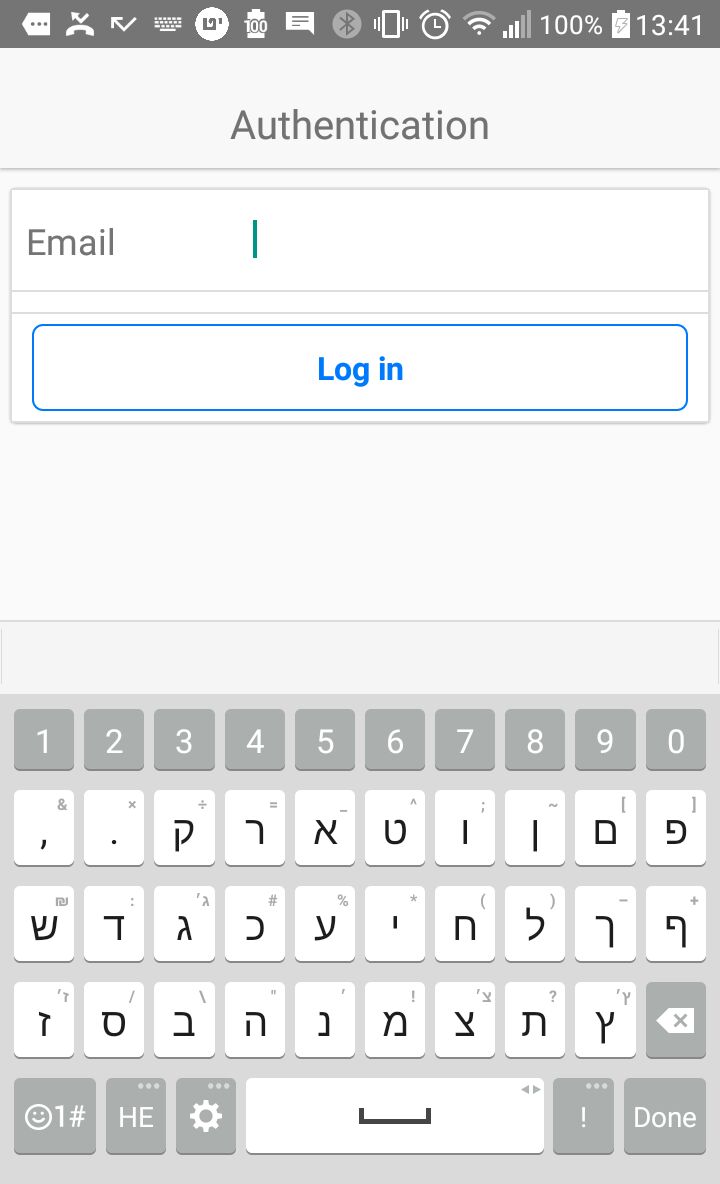 100 100% 13:41
Authentication
Email
Log in
1 2 3 4 5 6 7 8 9 0
& × ÷ = _ ^ ; ~ [ ]
, . ק ר א ט ו ן ם פ
₪ : ג׳ # % * ( ) – +
ש ד ג כ ע י ח ל ך ף
ז׳ / \ " ׳ ! צ׳ ? ץ׳
ז ס ב ה נ מ צ ת ץ
1# HE ! Done